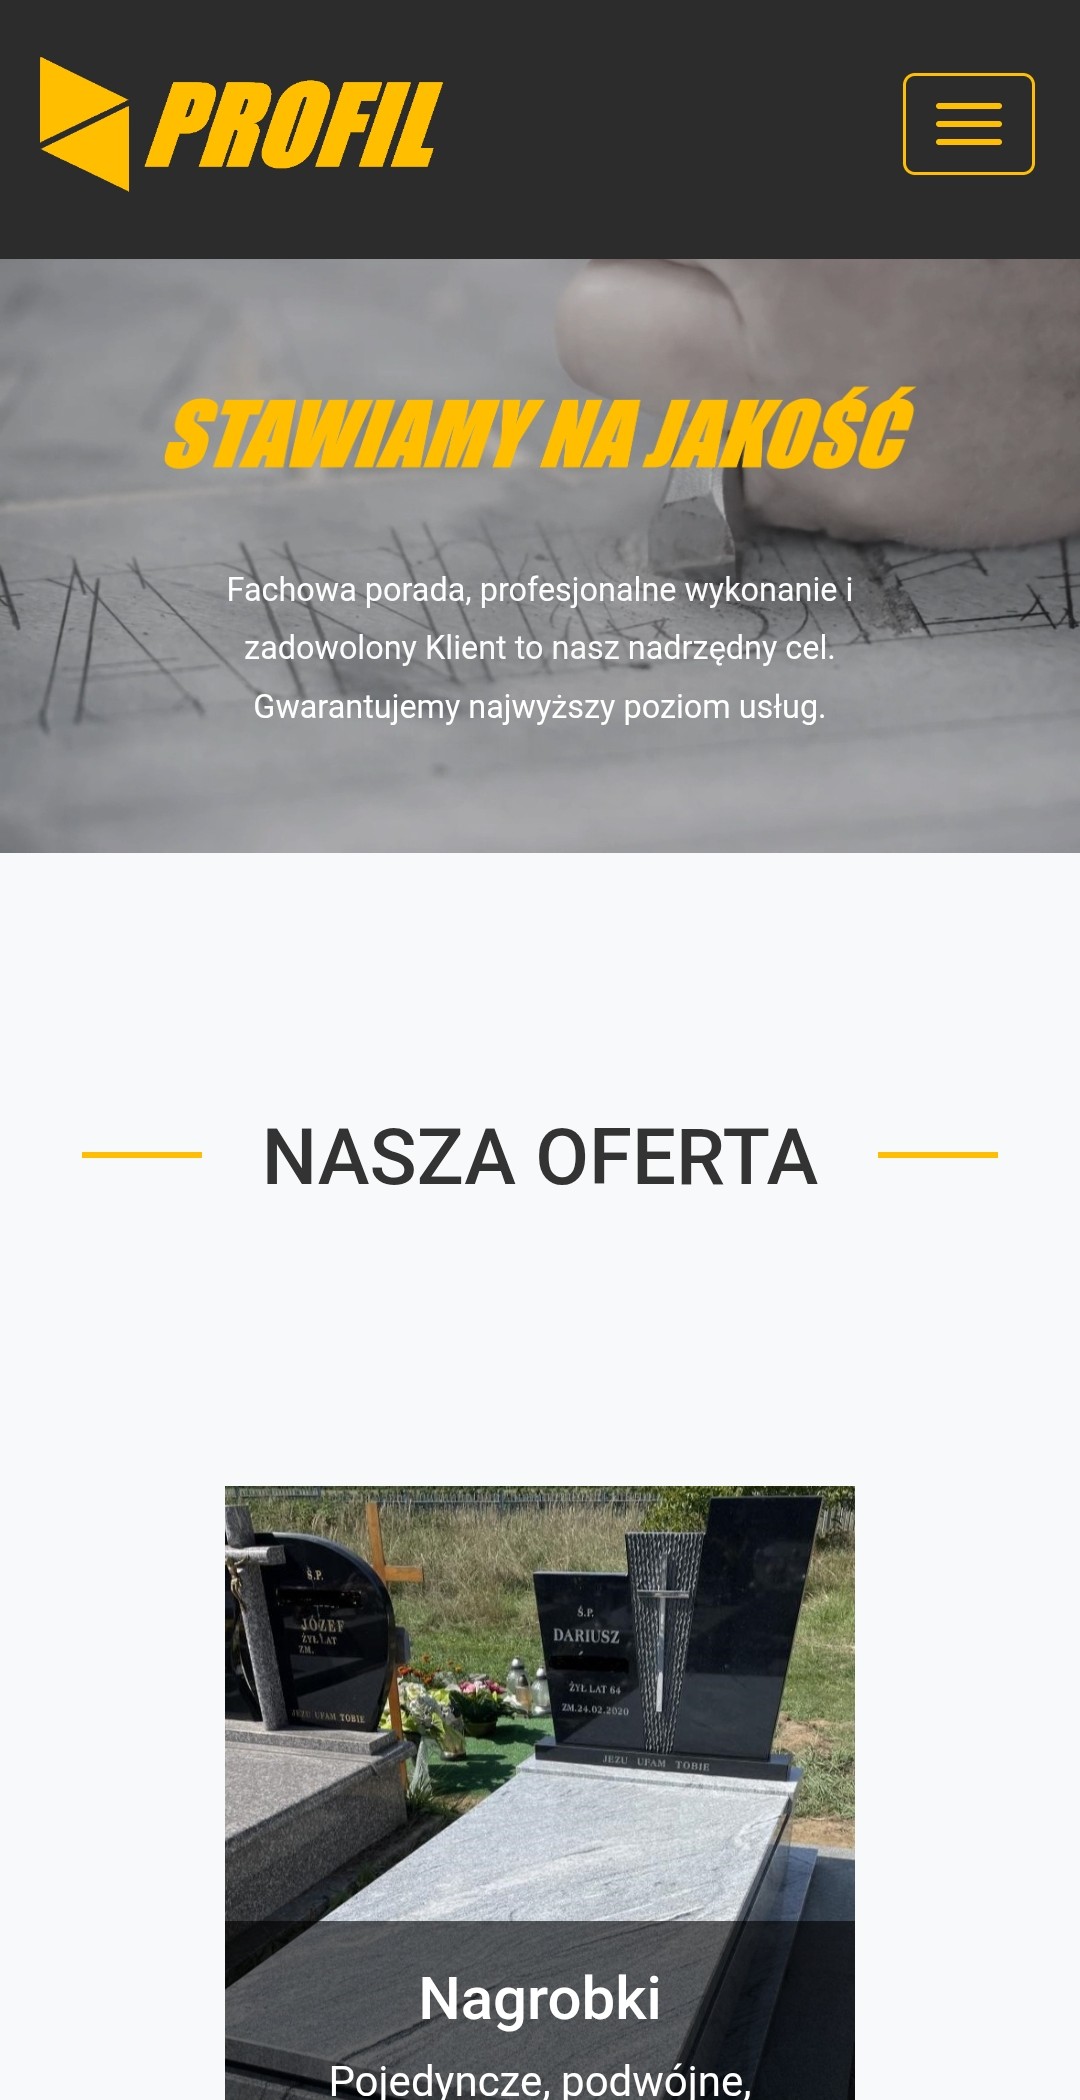 PROFIL
STAWIAMY NA JAKOŚĆ
Fachowa porada, profesjonalne wykonanie i
zadowolony Klient to nasz nadrzędny cel.
Gwarantujemy najwyższy poziom usług.
NASZA OFERTA
Ś.P.
JÓZEF
ŻYŁ LAT
ZM.
JEZU UFAM TOBIE
Ś.P.
DARIUSZ
ŻYŁ LAT 64
ZM.24.02.2020
JEZU UFAM TOBIE
Nagrobki
Pojedyncze, podwójne,